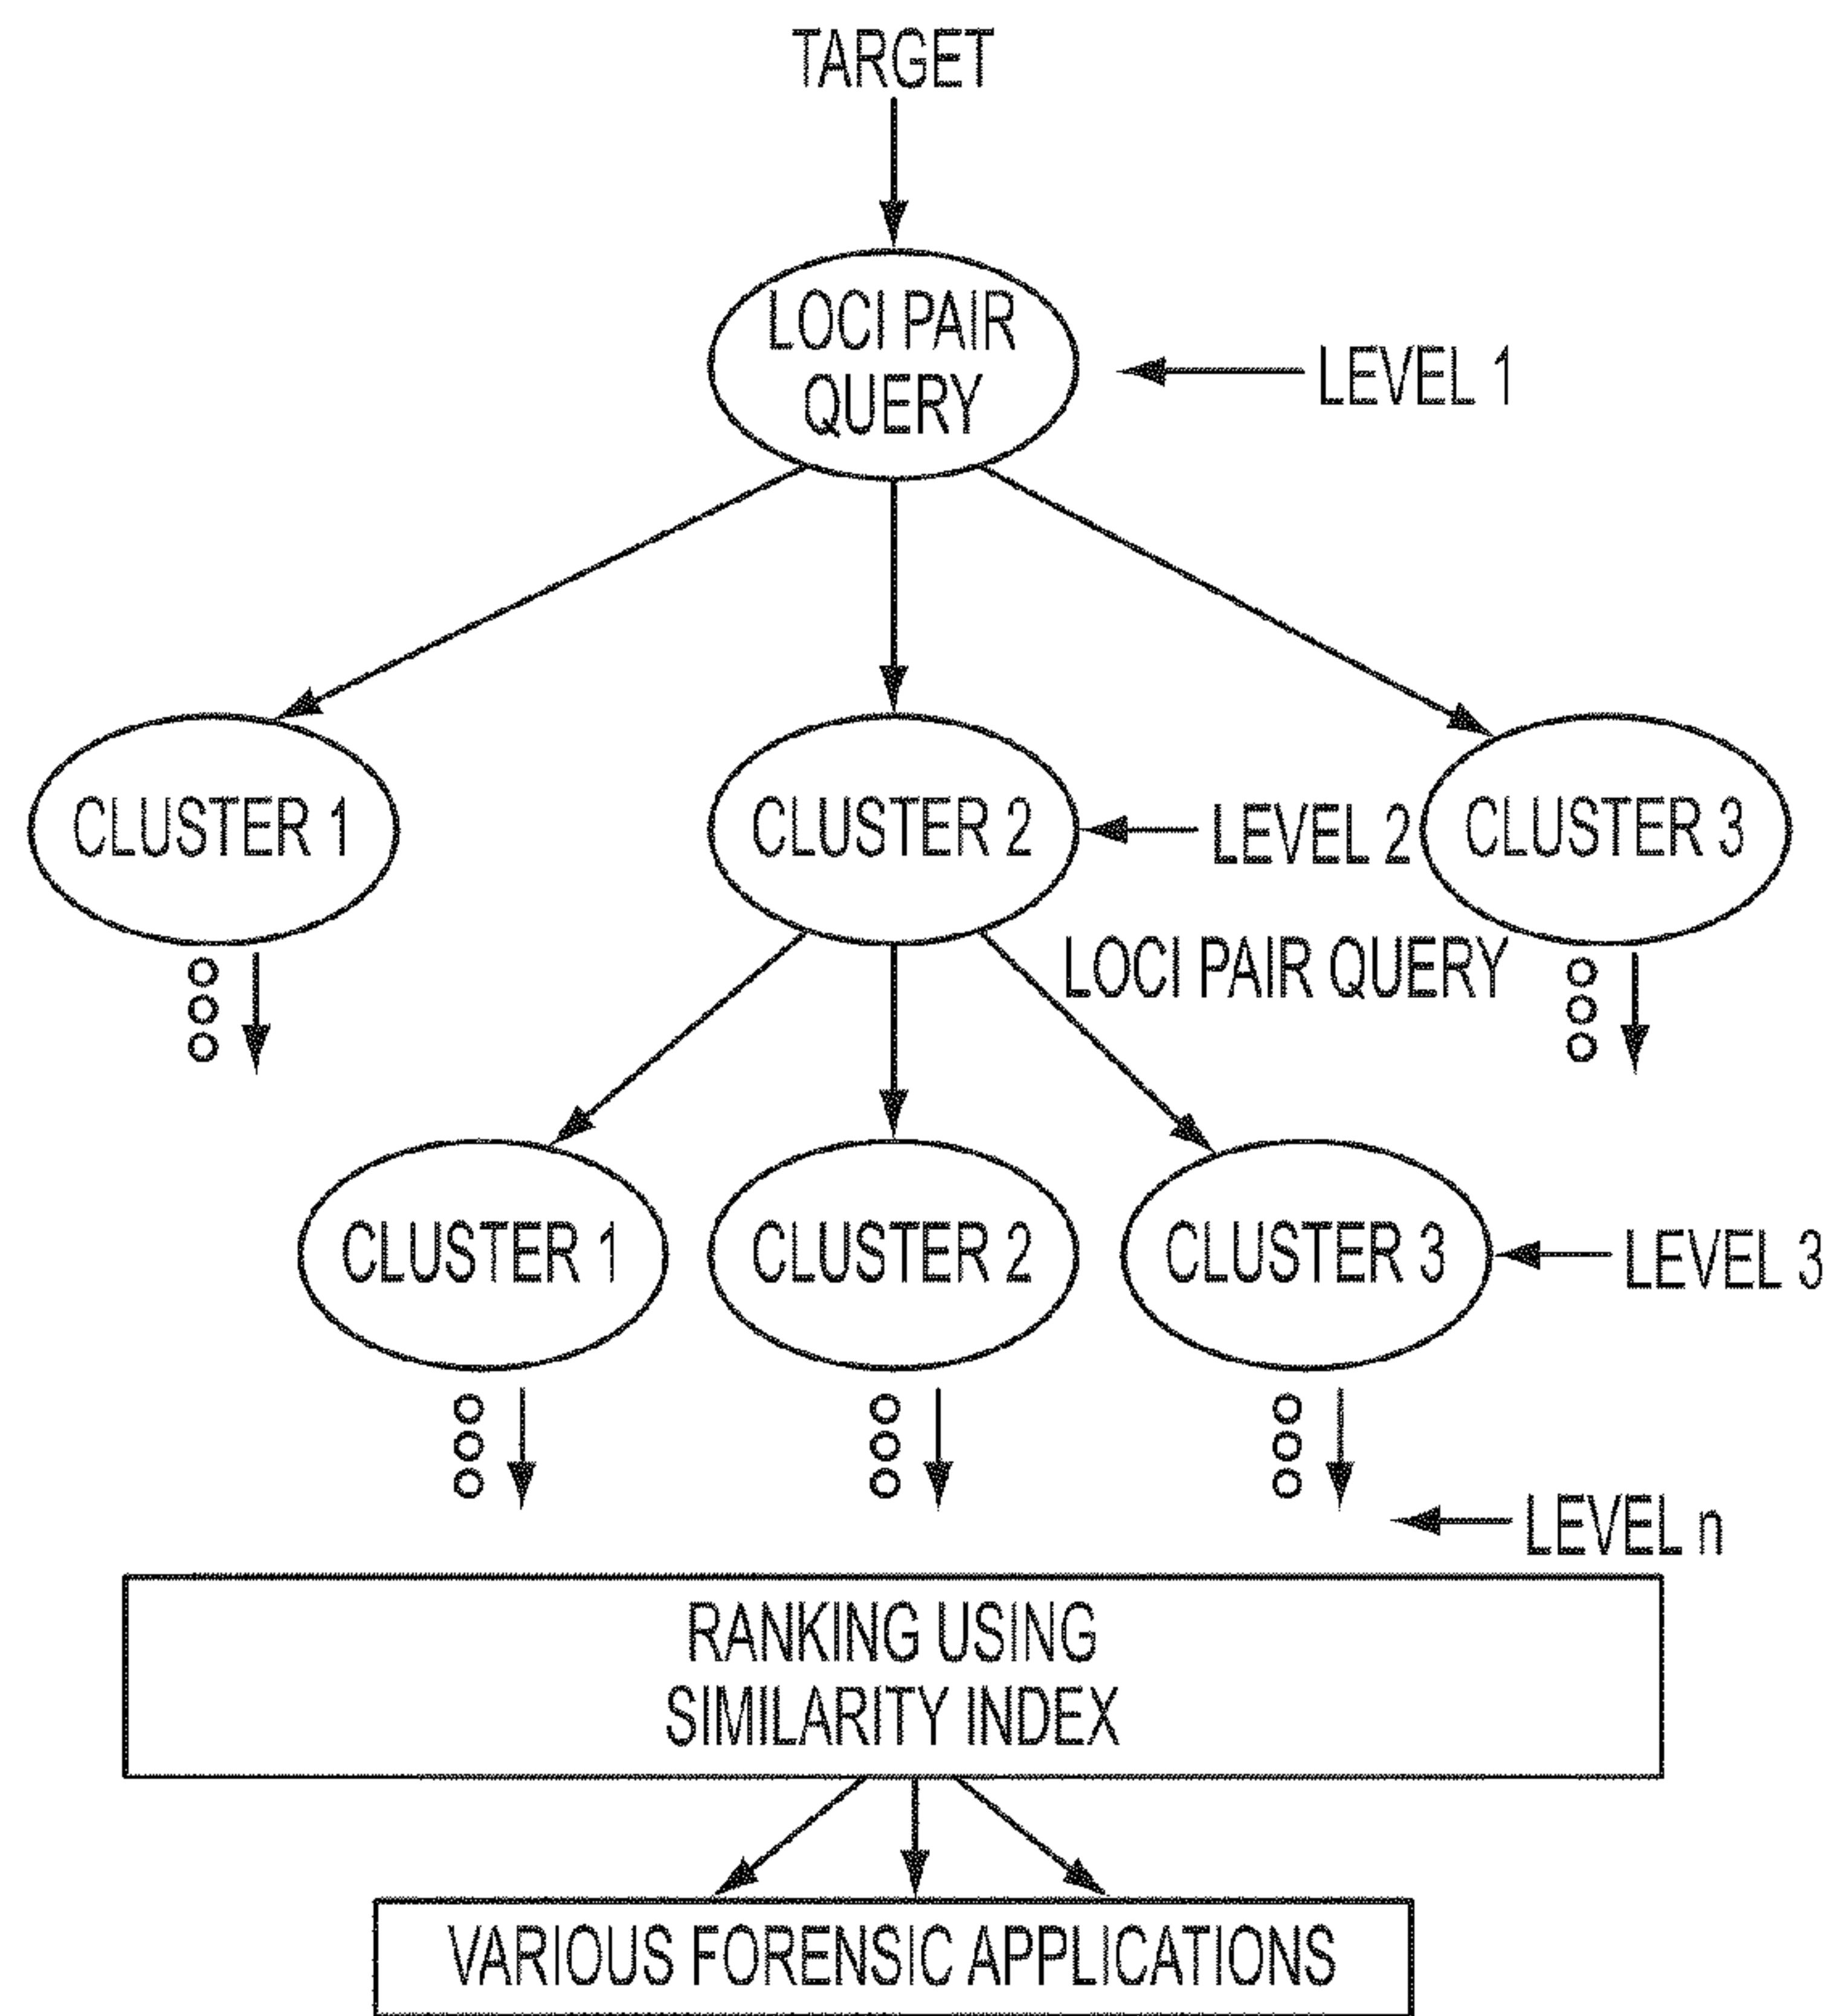 TARGET
LOCI PAIR
QUERY
LEVEL 1
CLUSTER 1
CLUSTER 2
LEVEL 2
CLUSTER 3
LOCI PAIR QUERY
CLUSTER 1
CLUSTER 2
CLUSTER 3
LEVEL 3
LEVEL n
RANKING USING
SIMILARITY INDEX
VARIOUS FORENSIC APPLICATIONS